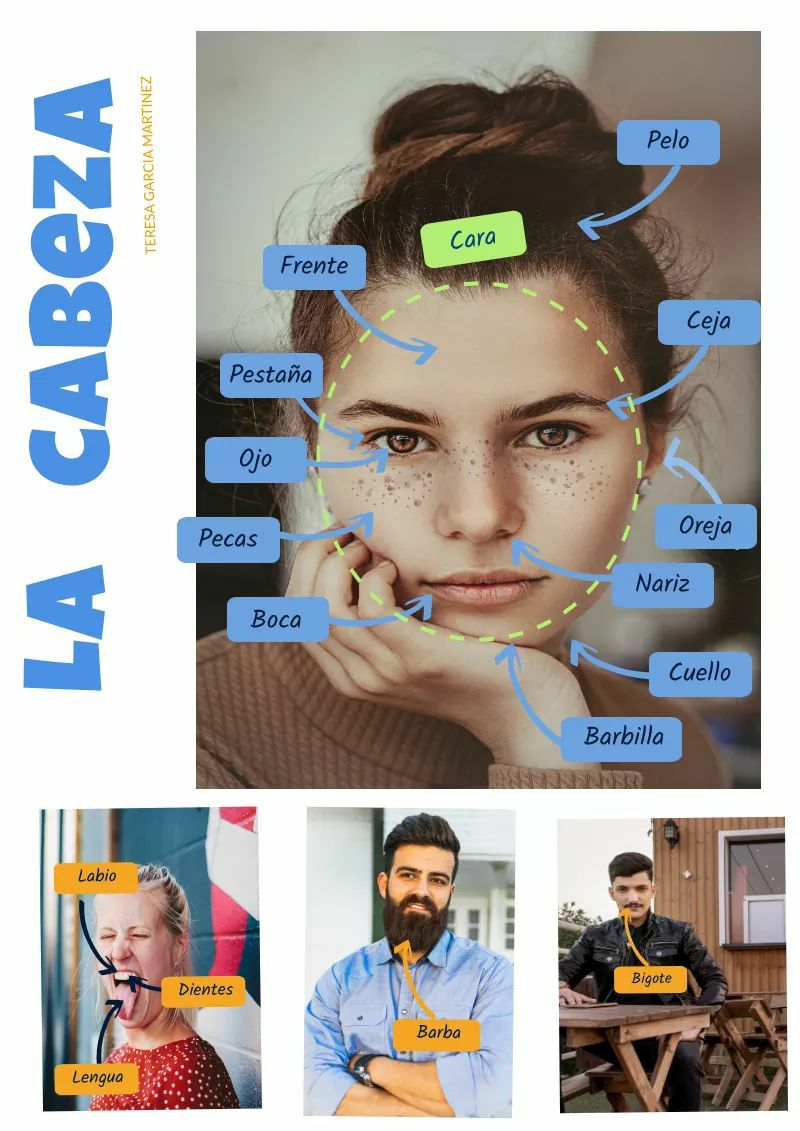 LA CABeZA
TERESA GARCIA MARTINEZ
Pelo
Cara
Frente
Ceja
Pestaña
Ojo
Oreja
Pecas
Nariz
Boca
Cuello
Barbilla
Labio
Dientes
Lengua
Barba
Bigote